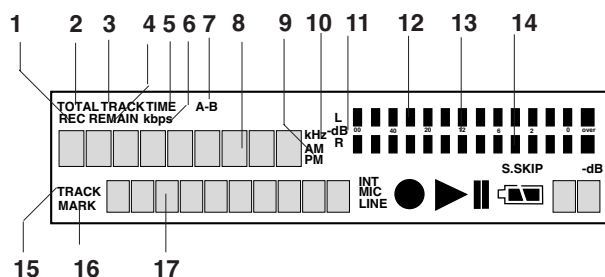 1 2 3 4 5 6 7 8 9 10 11 12 13 14
TOTAL TRACK TIME A-B
REC REMAIN kbps
L
kHz -dB 00 40 20 12 6 2 0 over
AM R
PM
S.SKIP -dB
TRACK INT
MARK MIC
LINE
15 16 17